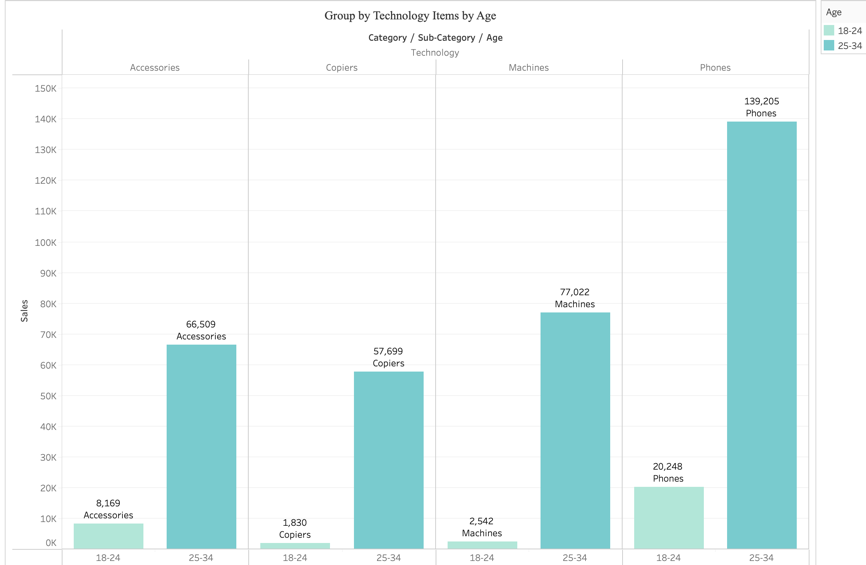 Group by Technology Items by Age
Category / Sub-Category / Age
Technology
Accessories Copiers Machines Phones
Sales
150K
140K
130K
120K
110K
100K
90K
80K
70K
60K
50K
40K
30K
20K
10K
0K
8,169
Accessories
66,509
Accessories
1,830
Copiers
57,699
Copiers
2,542
Machines
77,022
Machines
20,248
Phones
139,205
Phones
18-24 25-34 18-24 25-34 18-24 25-34 18-24 25-34
Age
18-24
25-34